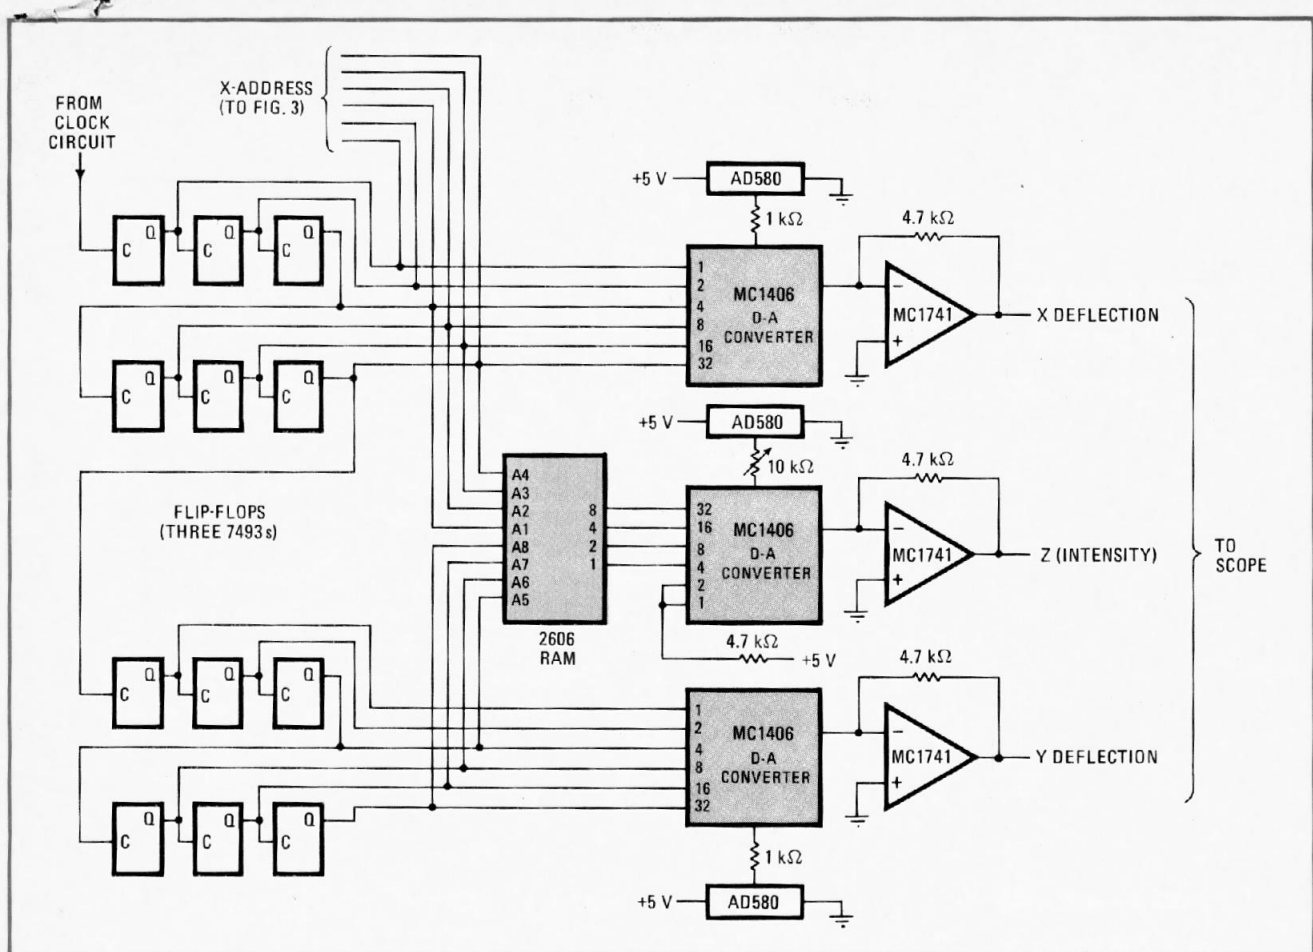 X-ADDRESS
(TO FIG. 3)
FROM
CLOCK
CIRCUIT
+5 V
AD580
1 kΩ
4.7 kΩ
C Q
C Q
C Q
1
2
4
8
16
32
MC1406
D-A
CONVERTER
−
+
MC1741
X DEFLECTION
C Q
C Q
C Q
+5 V
AD580
10 kΩ
4.7 kΩ
FLIP-FLOPS
(THREE 7493s)
A4
A3
A2
A1
A8
A7
A6
A5
8
4
2
1
2606
RAM
32
16
8
4
2
1
MC1406
D-A
CONVERTER
−
+
MC1741
Z (INTENSITY)
TO
SCOPE
4.7 kΩ
+5 V
4.7 kΩ
C Q
C Q
C Q
1
2
4
8
16
32
MC1406
D-A
CONVERTER
−
+
MC1741
Y DEFLECTION
C Q
C Q
C Q
1 kΩ
+5 V
AD580